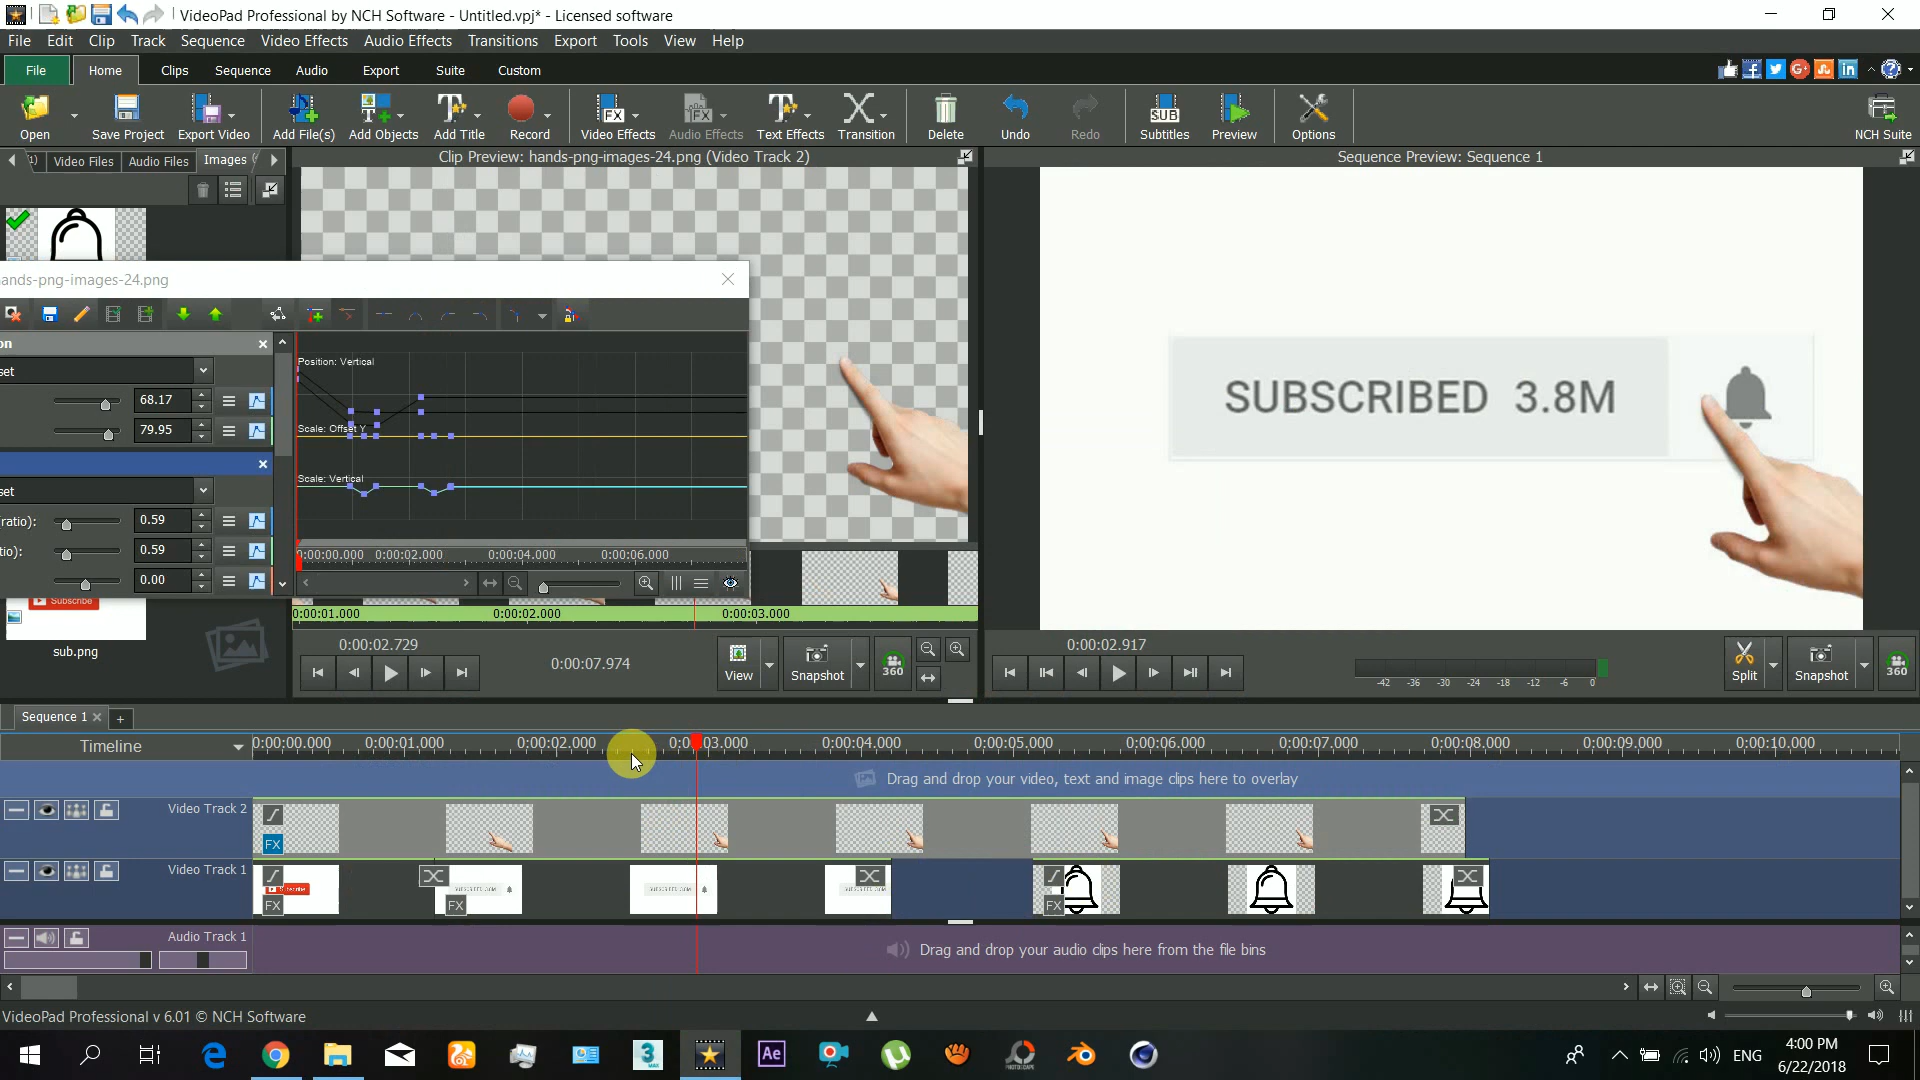 VideoPad Professional by NCH Software - Untitled.vpj* - Licensed software
File Edit Clip Track Sequence Video Effects Audio Effects Transitions Export Tools View Help
File Home Clips Sequence Audio Export Suite Custom
Open Save Project Export Video Add File(s) Add Objects Add Title Record Video Effects Audio Effects Text Effects Transition Delete Undo Redo Subtitles Preview Options NCH Suite
1) Video Files Audio Files Images (
Clip Preview: hands-png-images-24.png (Video Track 2)
Sequence Preview: Sequence 1
ands-png-images-24.png
on
set
68.17
79.95
set
ratio): 0.59
tio): 0.59
0.00
Position: Vertical
Scale: Offset Y
Scale: Vertical
0:00:00.000 0:00:02.000 0:00:04.000 0:00:06.000
SUBSCRIBED 3.8M
Subscribe
sub.png
0:00:01.000 0:00:02.000 0:00:03.000
0:00:02.729
0:00:07.974
View Snapshot 360
0:00:02.917
-42 -36 -30 -24 -18 -12 -6 0
Split Snapshot 360
Sequence 1
Timeline
0:00:00.000 0:00:01.000 0:00:02.000 0:00:03.000 0:00:04.000 0:00:05.000 0:00:06.000 0:00:07.000 0:00:08.000 0:00:09.000 0:00:10.000
Drag and drop your video, text and image clips here to overlay
Video Track 2
FX
Video Track 1
FX FX FX
Audio Track 1
Drag and drop your audio clips here from the file bins
VideoPad Professional v 6.01 © NCH Software
ENG
4:00 PM
6/22/2018